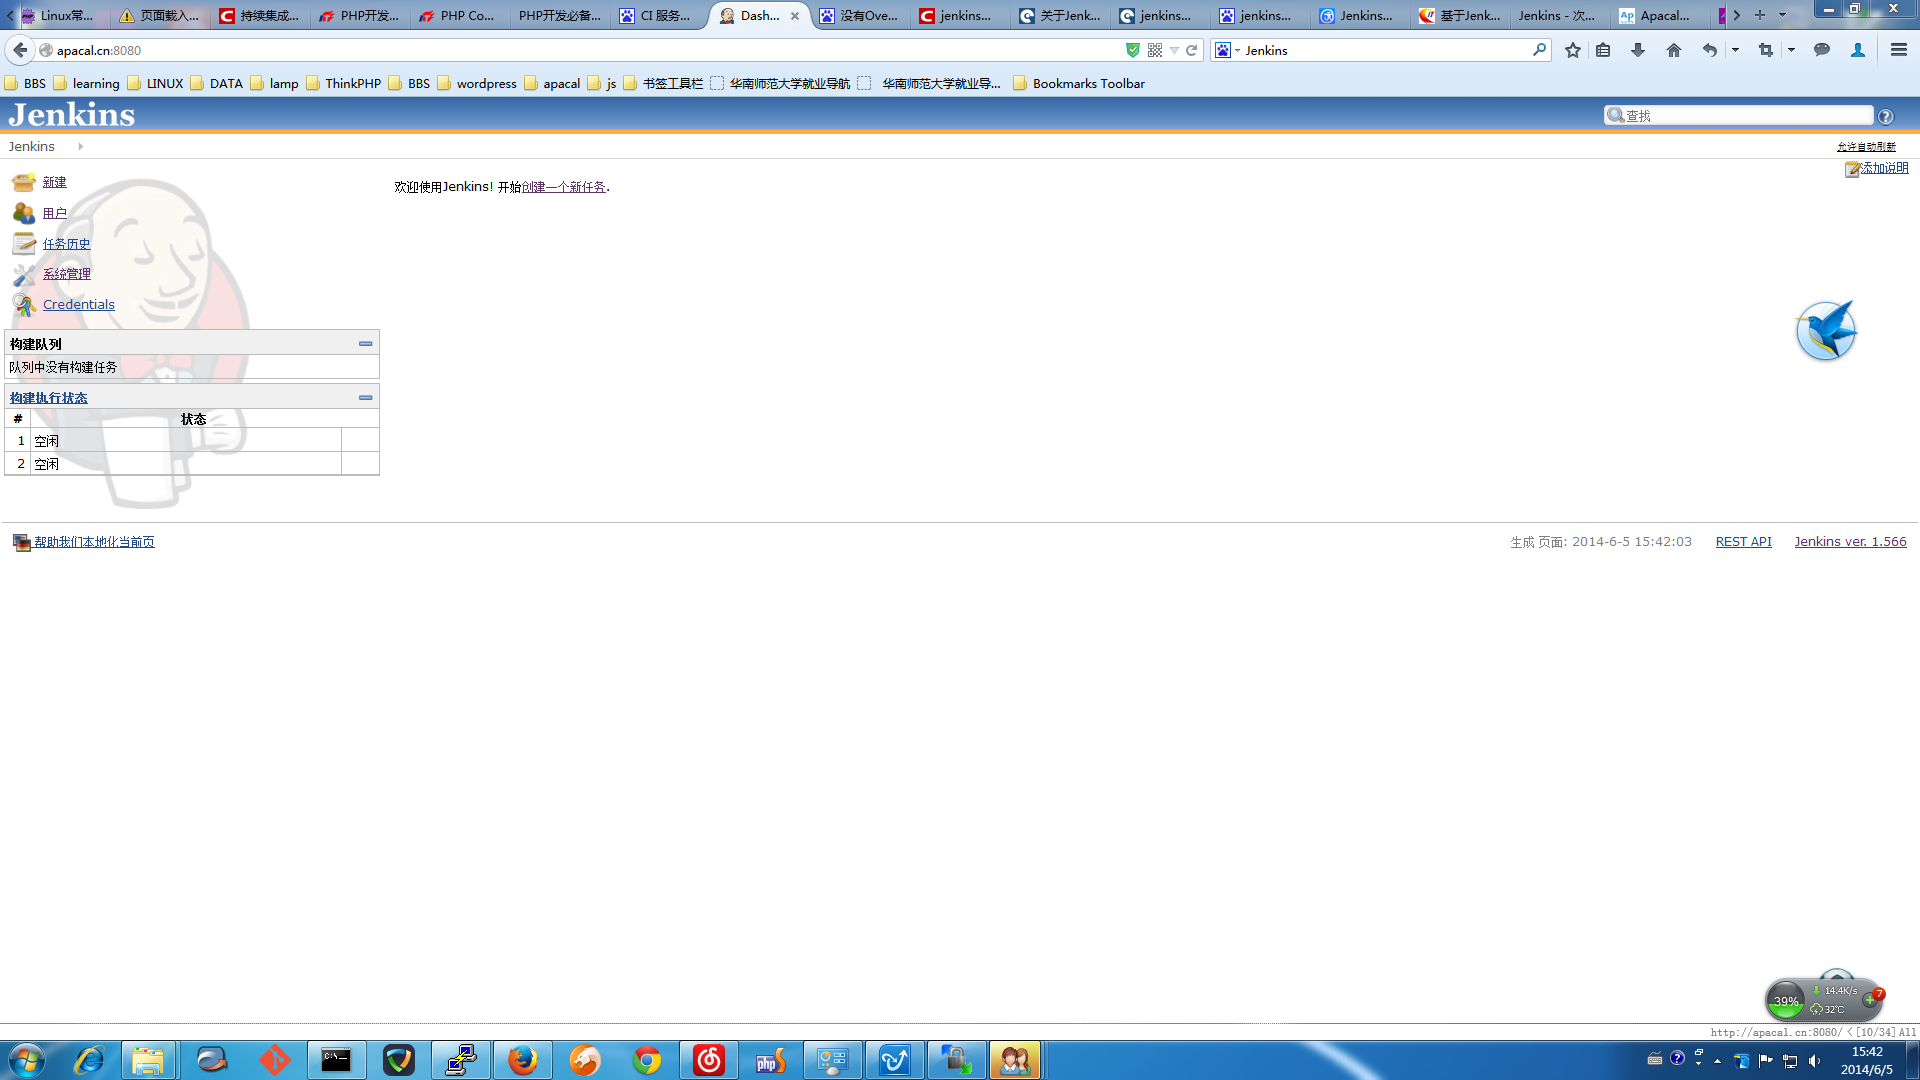 Linux常...
页面载入...
持续集成...
PHP开发...
PHP Co...
PHP开发必备...
CI 服务...
Dash...
没有Ove...
jenkins...
关于Jenk...
jenkins...
jenkins...
Jenkins...
基于Jenk...
Jenkins - 次...
Apacal...
apacal.cn:8080
Jenkins
BBS
learning
LINUX
DATA
lamp
ThinkPHP
BBS
wordpress
apacal
js
书签工具栏
华南师范大学就业导航
华南师范大学就业导...
Bookmarks Toolbar
Jenkins
查找
Jenkins
允许自动刷新
添加说明
新建
用户
任务历史
系统管理
Credentials
欢迎使用Jenkins! 开始创建一个新任务.
构建队列
队列中没有构建任务
构建执行状态
# 状态
1 空闲
2 空闲
帮助我们本地化当前页
生成 页面: 2014-6-5 15:42:03
REST API
Jenkins ver. 1.566
39%
14.4K/s
32℃
7
http://apacal.cn:8080/ < [10/34] All
C:\_
php
15:42
2014/6/5